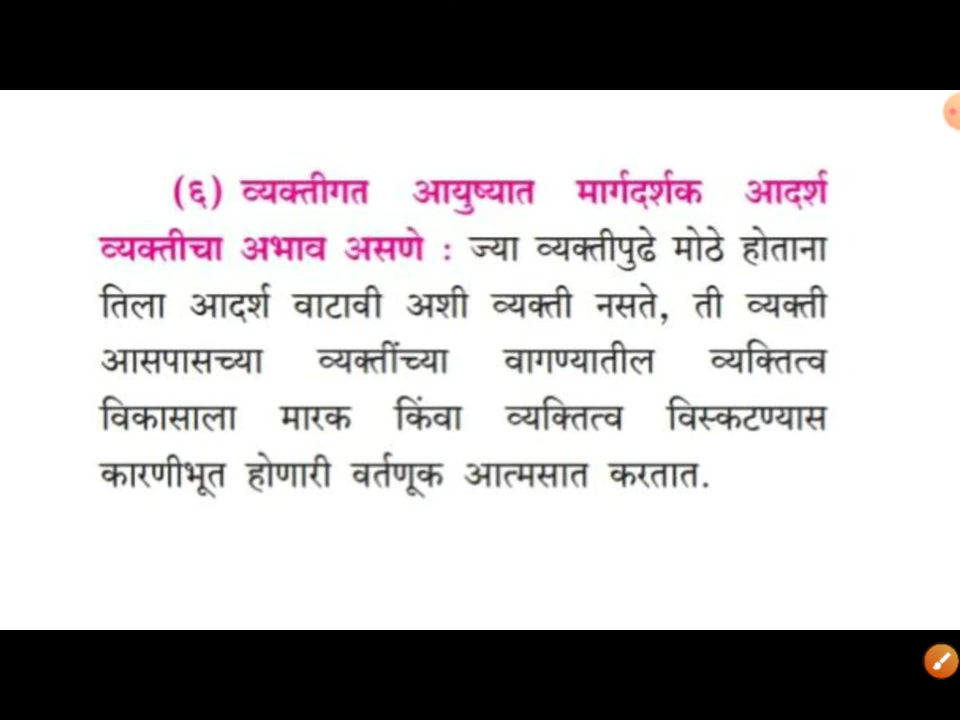 (६) व्यक्तीगत आयुष्यात मार्गदर्शक आदर्श
व्यक्तीचा अभाव असणे : ज्या व्यक्तीपुढे मोठे होताना
तिला आदर्श वाटावी अशी व्यक्ती नसते, ती व्यक्ती
आसपासच्या व्यक्तींच्या वागण्यातील व्यक्तित्व
विकासाला मारक किंवा व्यक्तित्व विस्कटण्यास
कारणीभूत होणारी वर्तणूक आत्मसात करतात.